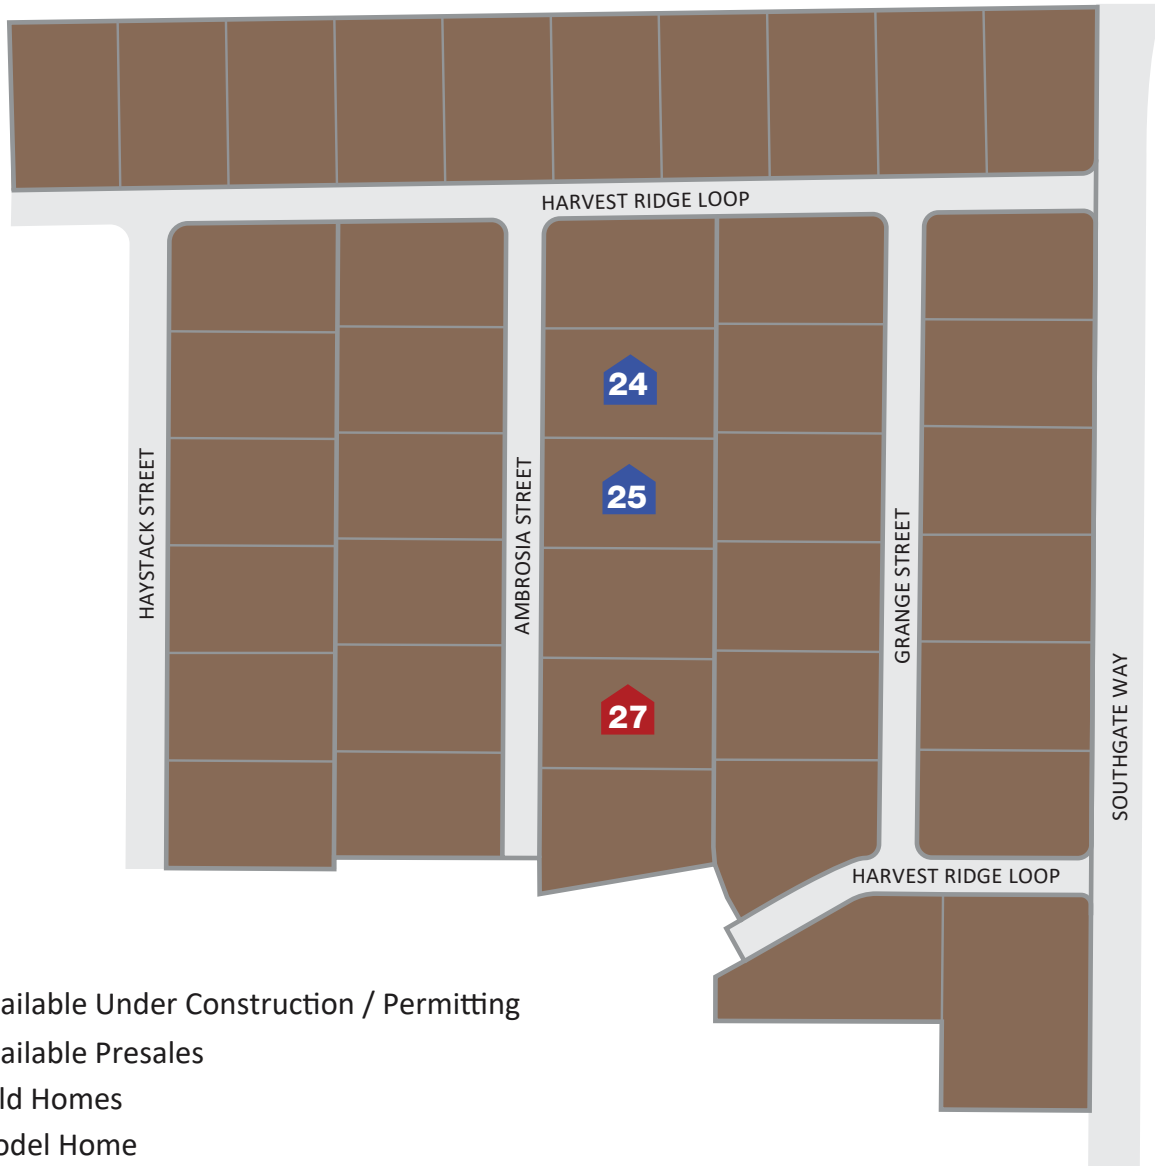 HARVEST RIDGE LOOP
24
25
27
HAYSTACK STREET
AMBROSIA STREET
GRANGE STREET
SOUTHGATE WAY
HARVEST RIDGE LOOP
ailable Under Construction / Permitting
ailable Presales
ld Homes
odel Home